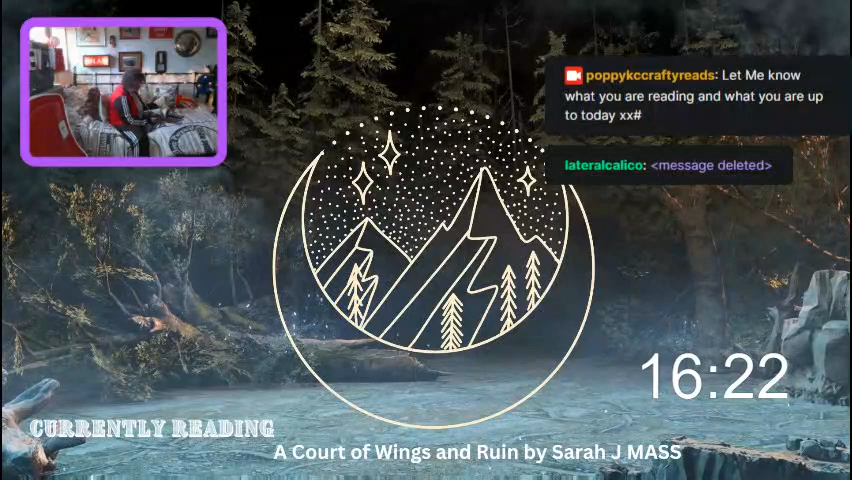 poppykccraftyreads: Let Me know
what you are reading and what you are up
to today xx#
lateralcalico: <message deleted>
16:22
CURRENTLY READING
A Court of Wings and Ruin by Sarah J MASS